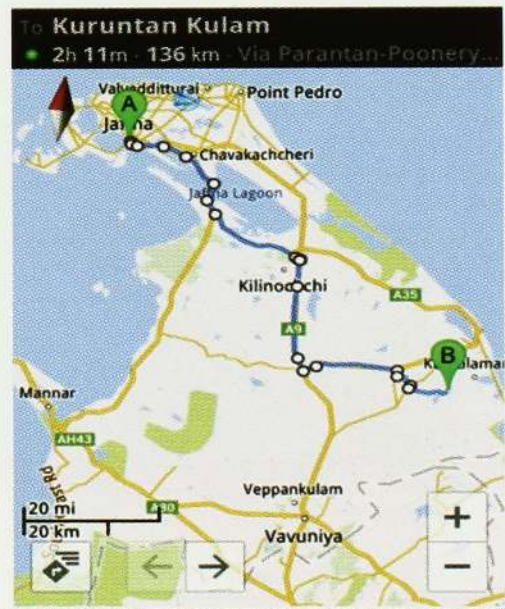 To Kuruntan Kulam
2h 11m · 136 km · Via Parantan-Poonery...
Point Pedro
A
Chavakachcheri
Jaffna Lagoon
Kilinochchi
A35
A9
B
Mannar
AH43
Veppankulam
20 mi
20 km
A30
Vavuniya
+
−